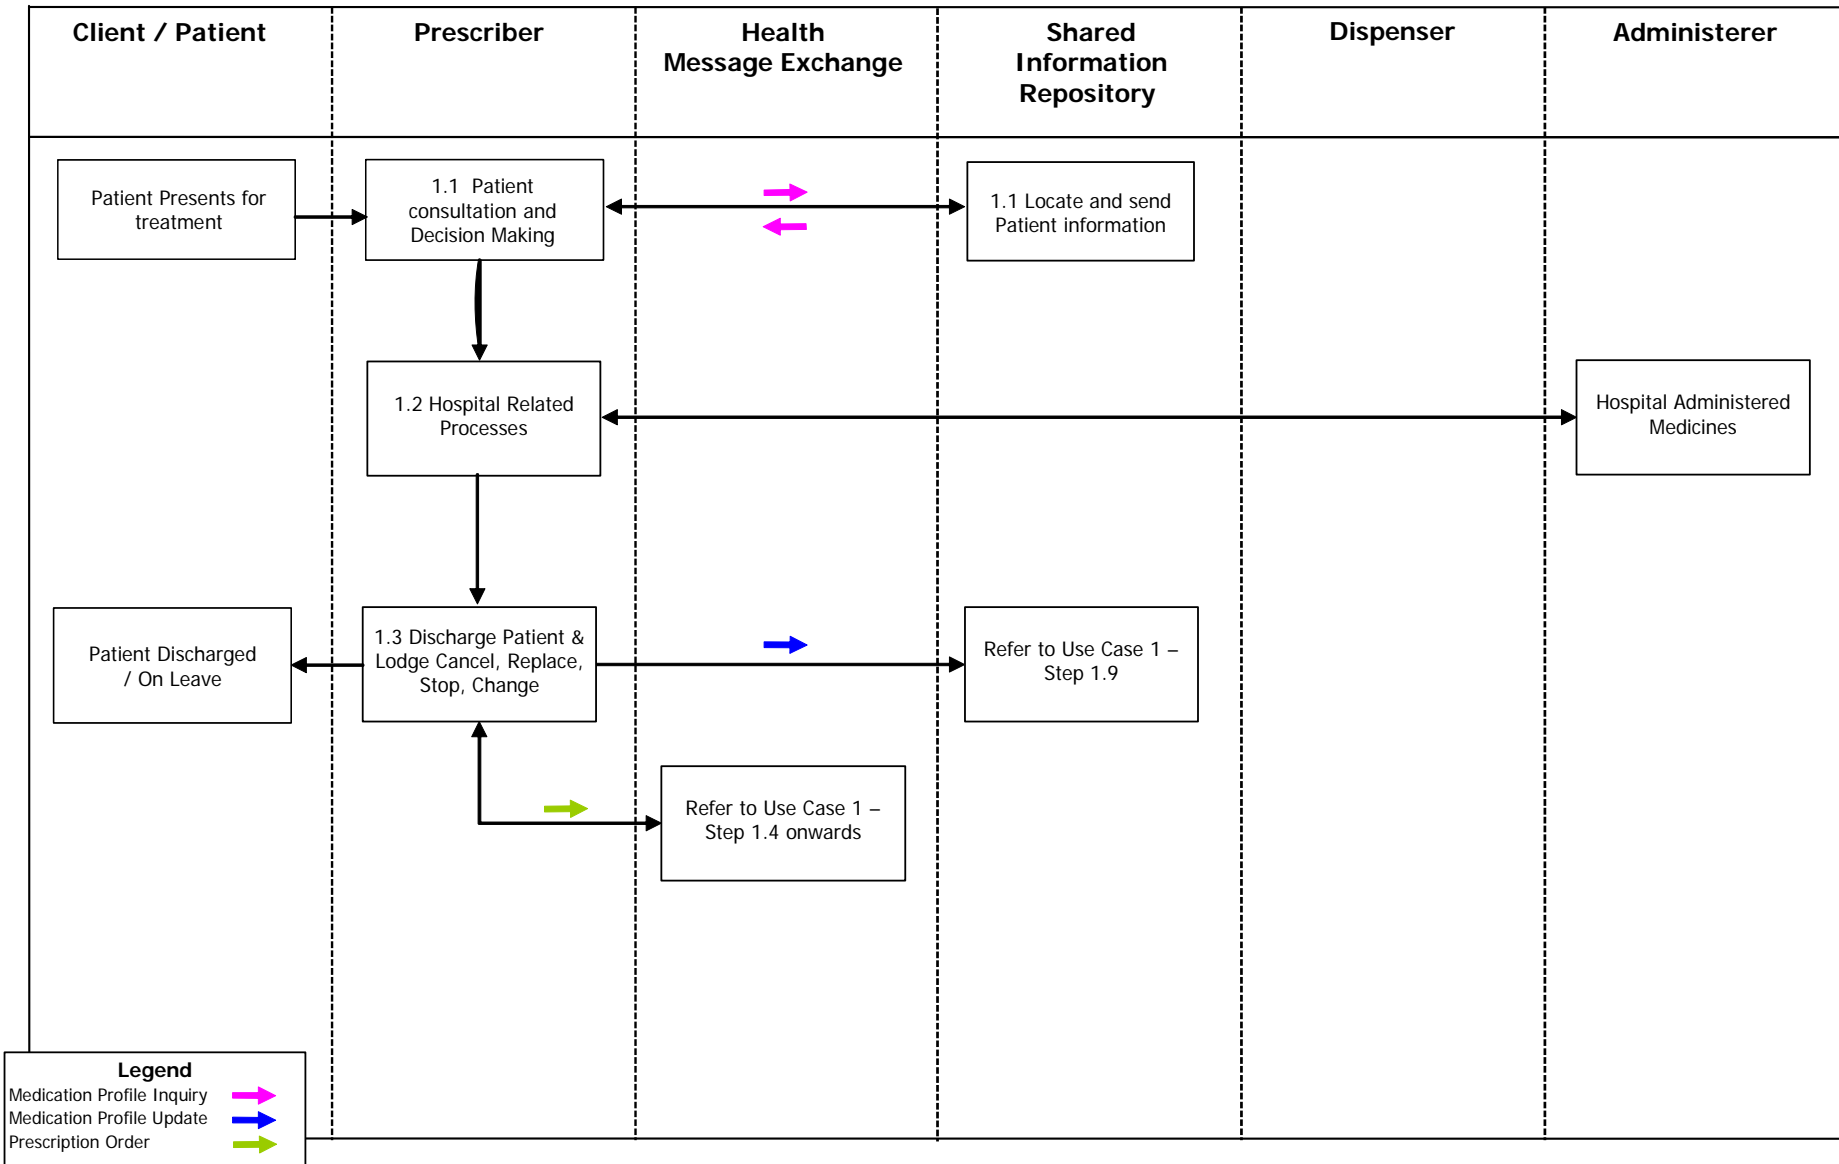 Client / Patient
Prescriber
Health
Message Exchange
Shared
Information
Repository
Dispenser
Administerer
Patient Presents for
treatment
1.1 Patient
consultation and
Decision Making
1.1 Locate and send
Patient information
1.2 Hospital Related
Processes
Hospital Administered
Medicines
Patient Discharged
/ On Leave
1.3 Discharge Patient &
Lodge Cancel, Replace,
Stop, Change
Refer to Use Case 1 –
Step 1.9
Refer to Use Case 1 –
Step 1.4 onwards
Legend
Medication Profile Inquiry
Medication Profile Update
Prescription Order